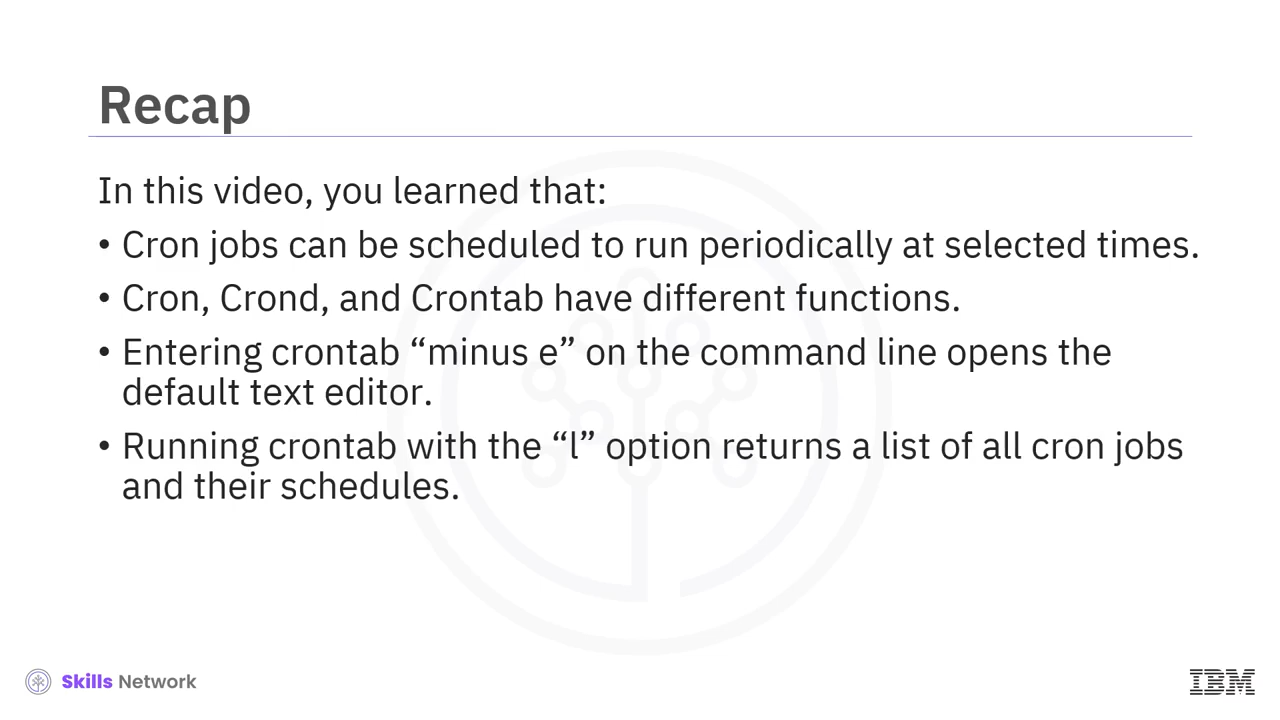 Recap
In this video, you learned that:
• Cron jobs can be scheduled to run periodically at selected times.
• Cron, Crond, and Crontab have different functions.
• Entering crontab “minus e” on the command line opens the
default text editor.
• Running crontab with the “l” option returns a list of all cron jobs
and their schedules.
Skills Network
IBM